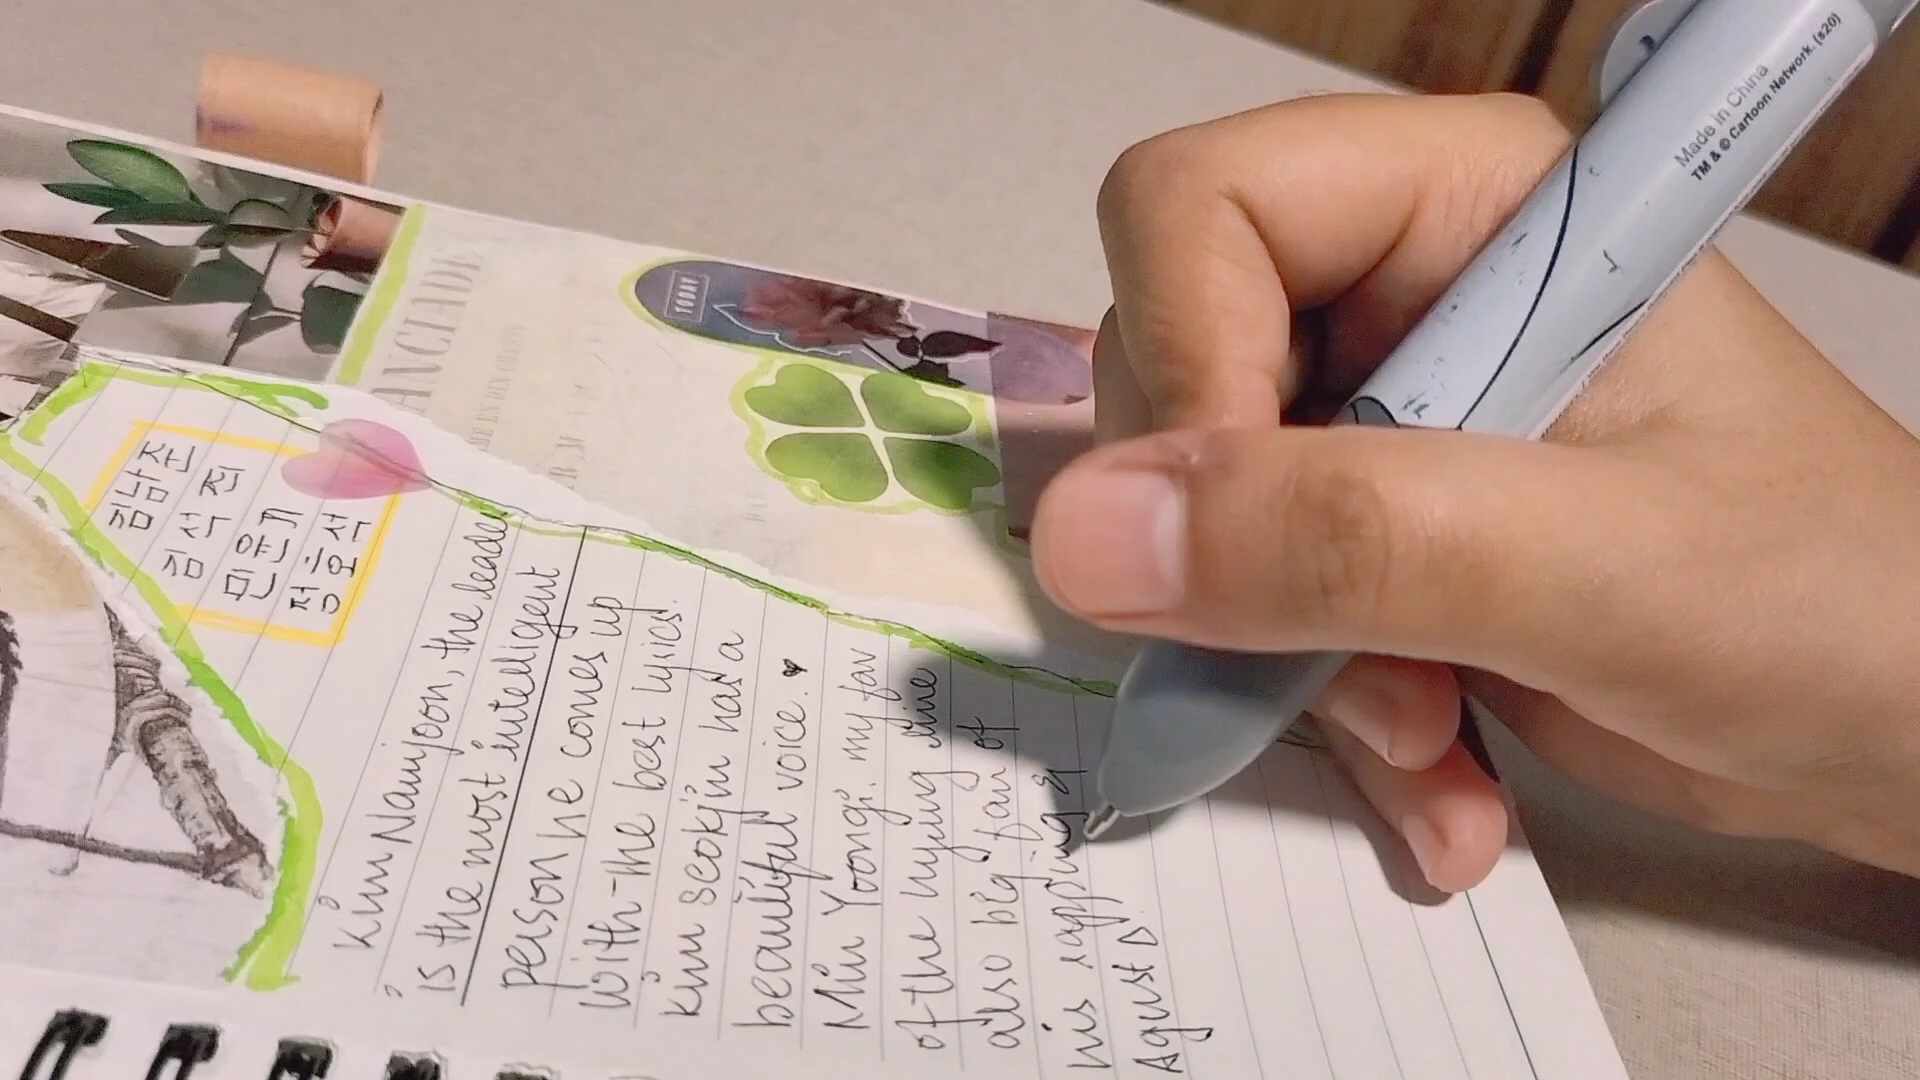 Made in China
TM & © Cartoon Network. (s20)
TODAY
김남준
김석진
민윤기
정호석
kim Namjoon, the leader
is the most intelligent
person he comes up
with the best lyrics.
kim seokjin has a
beautiful voice.
Min Yoongi. my fav
of the hyung line
also big fan of
his rapping &
Agust D